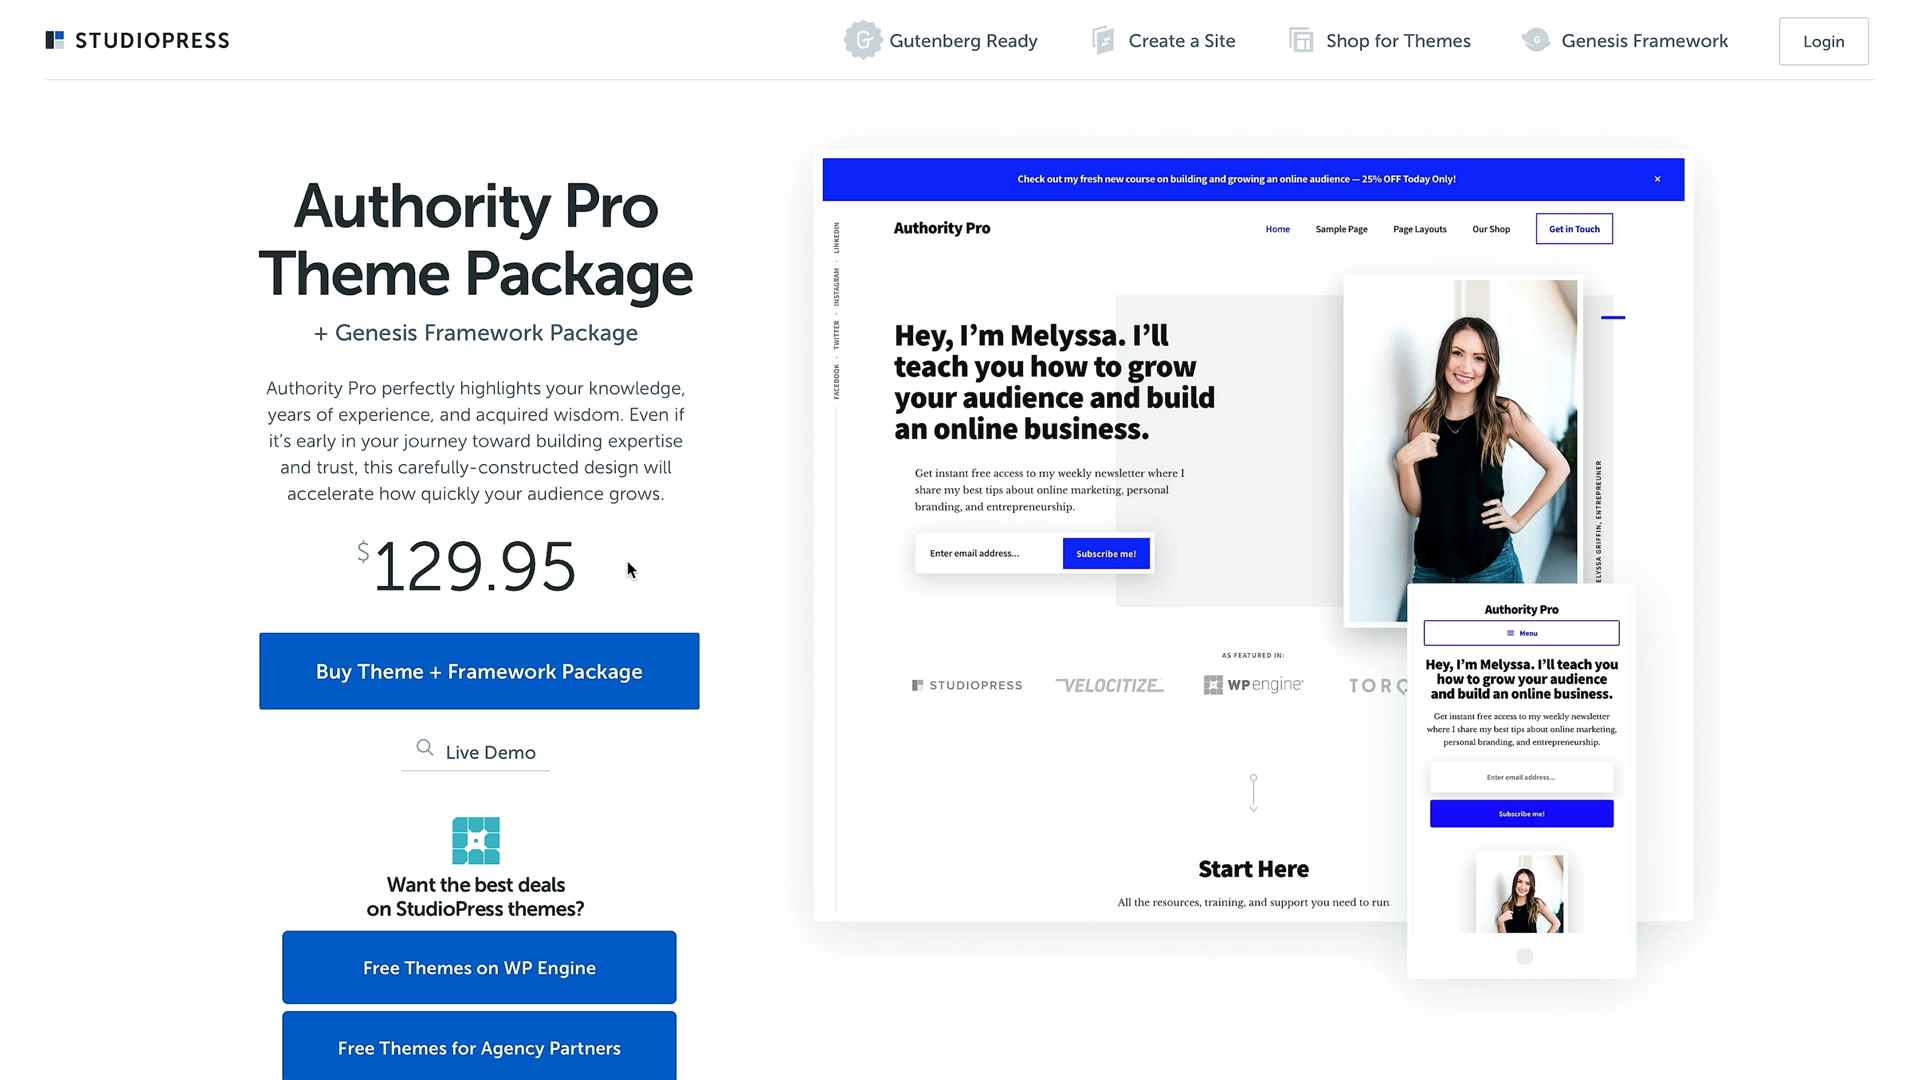 STUDIOPRESS
Gutenberg Ready
Create a Site
Shop for Themes
Genesis Framework
Login
Authority Pro
Theme Package
+ Genesis Framework Package
Authority Pro perfectly highlights your knowledge,
years of experience, and acquired wisdom. Even if
it's early in your journey toward building expertise
and trust, this carefully-constructed design will
accelerate how quickly your audience grows.
$129.95
Buy Theme + Framework Package
Live Demo
Want the best deals
on StudioPress themes?
Free Themes on WP Engine
Free Themes for Agency Partners
Check out my fresh new course on building and growing an online audience — 25% OFF Today Only! ×
Authority Pro
Home
Sample Page
Page Layouts
Our Shop
Get in Touch
FACEBOOK · TWITTER · INSTAGRAM · LINKEDIN
Hey, I'm Melyssa. I'll
teach you how to grow
your audience and build
an online business.
Get instant free access to my weekly newsletter where I
share my best tips about online marketing, personal
branding, and entrepreneurship.
Enter email address...
Subscribe me!
ELYSSA GRIFFIN, ENTREPREUNER
AS FEATURED IN:
STUDIOPRESS
VELOCITIZE
WP engine
TORQ
Start Here
All the resources, training, and support you need to run
Authority Pro
Menu
Hey, I'm Melyssa. I'll teach you
how to grow your audience
and build an online business.
Get instant free access to my weekly newsletter
where I share my best tips about online marketing,
personal branding, and entrepreneurship.
Enter email address...
Subscribe me!